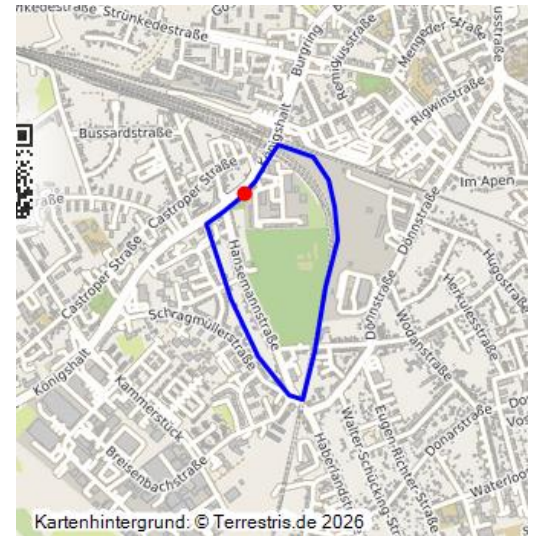 Strünkedestraße
Burgring
Remigiusstraße
Mengeder Straße
Rigwinstraße
Bussardstraße
Königshalt
Castroper Straße
Im Apen
Dönnstraße
Hugostraße
Castroper Straße
Hansemannstraße
Herkulesstraße
Schragmüllerstraße
Dönnstraße
Wodanstraße
Königshalt
Kammerstück
Donarstraße
Eugen-Richter-Straße
Walter-Schücking-Str
Breisenbachstraße
Haberlandstraße
Waterloo
Kartenhintergrund: © Terrestris.de 2026